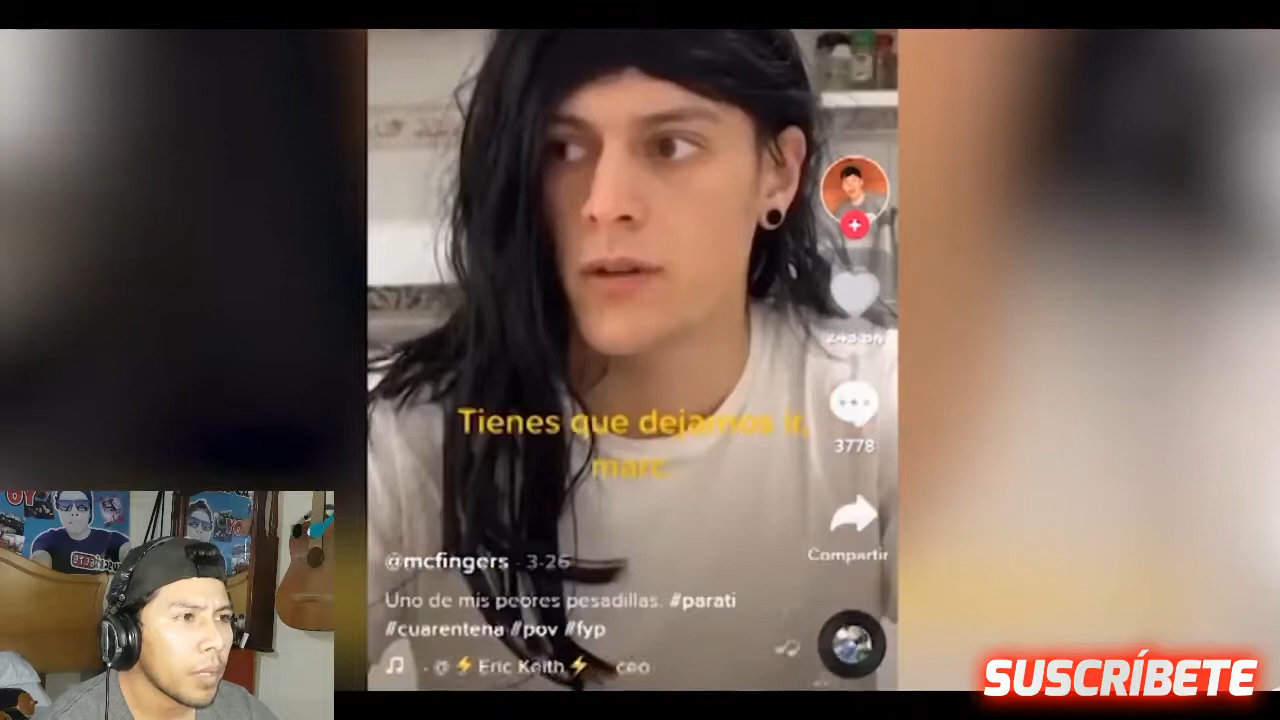 Tienes que dejarnos ir,
marc.
3778
Compartir
@mcfingers · 3-26
Uno de mis peores pesadillas. #parati
#cuarentena #pov #fyp
Eric Keith ceo
SUSCRÍBETE